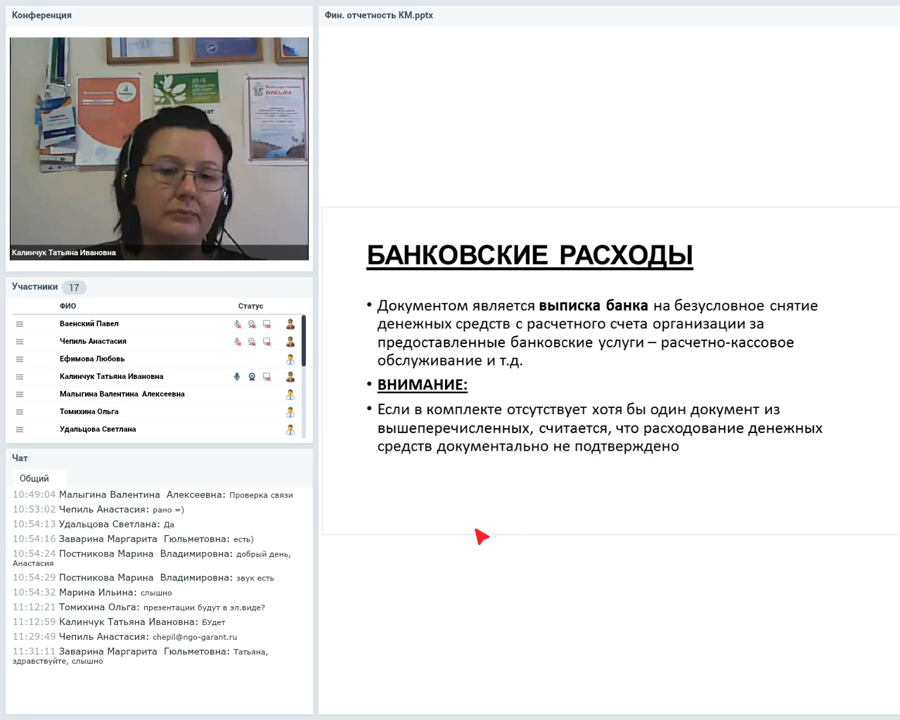 Конференция
Калинчук Татьяна Ивановна
Участники 17
ФИО Статус
Ваенский Павел
Чепиль Анастасия
Ефимова Любовь
Калинчук Татьяна Ивановна
Малыгина Валентина Алексеевна
Томихина Ольга
Удальцова Светлана
Чат
Общий
10:49:04 Малыгина Валентина Алексеевна: Проверка связи
10:53:02 Чепиль Анастасия: рано =)
10:54:13 Удальцова Светлана: Да
10:54:16 Заварина Маргарита Гюльметовна: есть)
10:54:24 Постникова Марина Владимировна: добрый день,
Анастасия
10:54:29 Постникова Марина Владимировна: звук есть
10:54:32 Марина Ильина: слышно
11:12:21 Томихина Ольга: презентации будут в эл.виде?
11:12:59 Калинчук Татьяна Ивановна: БУдет
11:29:49 Чепиль Анастасия: chepil@ngo-garant.ru
11:31:11 Заварина Маргарита Гюльметовна: Татьяна,
здравствуйте, слышно
Фин. отчетность КМ.pptx
БАНКОВСКИЕ РАСХОДЫ
• Документом является выписка банка на безусловное снятие
денежных средств с расчетного счета организации за
предоставленные банковские услуги – расчетно-кассовое
обслуживание и т.д.
• ВНИМАНИЕ:
• Если в комплекте отсутствует хотя бы один документ из
вышеперечисленных, считается, что расходование денежных
средств документально не подтверждено